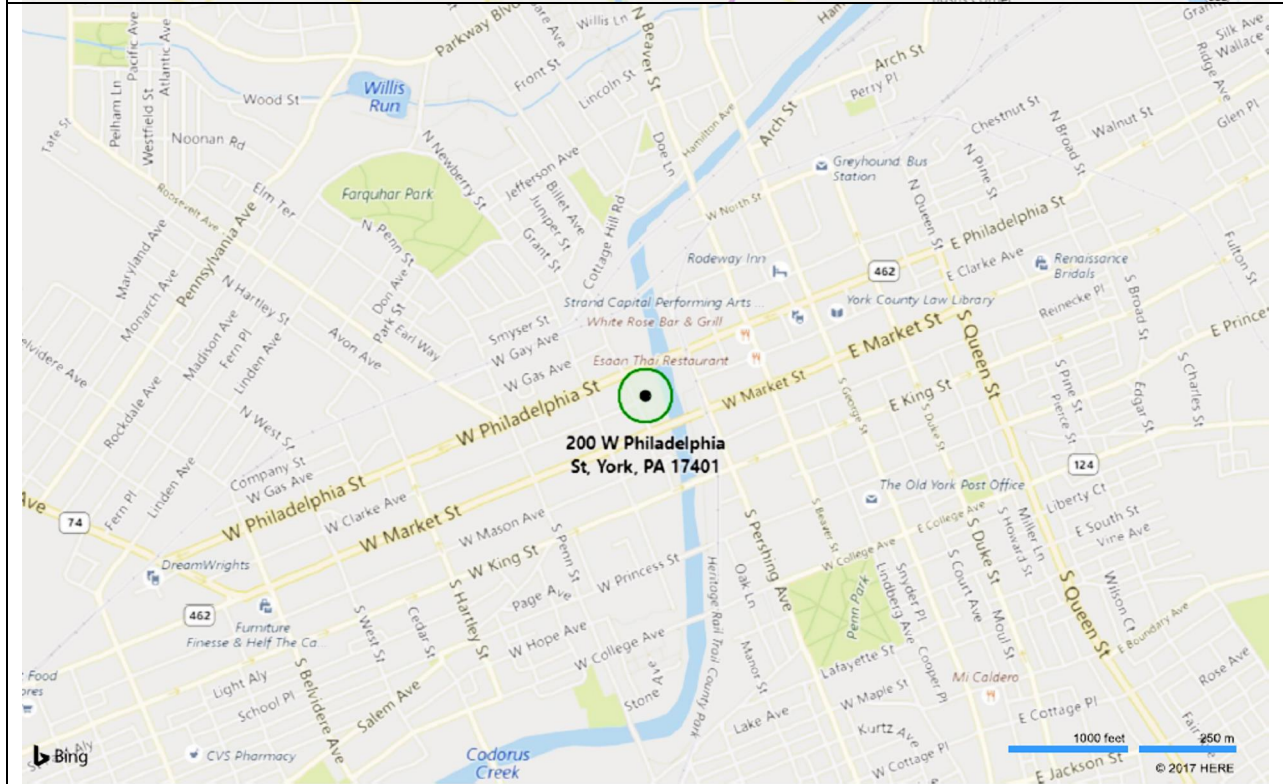 Pacific Ave
Atlantic Ave
Pelham Ln
Westfield St
Tate St
Wood St
Noonan Rd
Willis
Run
Willis Ln
Front St
Lincoln St
N Beaver St
Arch St
Perry Pl
Arch St
Hamilton Ave
Doe Ln
Silk Ave
Wallace
Ridge Ave
Glen Pl
Chestnut St
Walnut St
N Broad St
N Pine St
Greyhound Bus
Station
N Queen St
W North St
Roosevelt Ave
Elm Ter
Farquhar Park
N Newberry St
Jefferson Ave
Biller Ave
Juniper St
Grant St
Cottage Hill Rd
N Penn St
Don Ave
Park St
Earl Way
Maryland Ave
Pennsylvania Ave
Monarch Ave
N Hartley St
Madison Ave
Fern Pl
Linden Ave
Avon Ave
Rockdale Ave
N West St
Rodeway Inn
462
E Philadelphia St
E Clarke Ave
Renaissance
Bridals
Fulton St
Strand Capital Performing Arts ...
White Rose Bar & Grill
York County Law Library
Reinecke Pl
S Broad St
E Market St
S Queen St
Esaan Thai Restaurant
Smyser St
W Gay Ave
W Gas Ave
W Philadelphia St
W Market St
200 W Philadelphia
St, York, PA 17401
S George St
E King St
S Duke St
S Pine St
Pierce St
Edgar St
S Charles St
124
Company St
W Gas Ave
W Philadelphia St
W Clarke Ave
W Market St
W Mason Ave
W King St
S Penn St
Fern Pl
Linden Ave
74
DreamWrights
462
Furniture
Finesse & Helf The Ca...
The Old York Post Office
E College Ave
Liberty Ct
E South St
Vine Ave
S Howard St
Miller Ln
S Beaver St
W College Ave
S Pershing Ave
Heritage Rail Trail County Park
Oak Ln
W Princess St
Page Ave
W Hope Ave
W College Ave
S Hartley St
Cedar St
S West St
S Belvidere Ave
Salem Ave
Light Aly
School Pl
Stone Ave
Manor St
Penn Park
Lindberg Ave
Snyder Pl
Cooper Pl
S Court Ave
S Duke St
Moul St
S Queen St
Wilson Ct
E Boundary Ave
Rose Ave
Lafayette St
W Maple St
Kurtz Ave
Lake Ave
W Cottage Pl
Mi Caldero
E Cottage Pl
E Jackson St
CVS Pharmacy
Codorus
Creek
Bing
1000 feet
250 m
© 2017 HERE